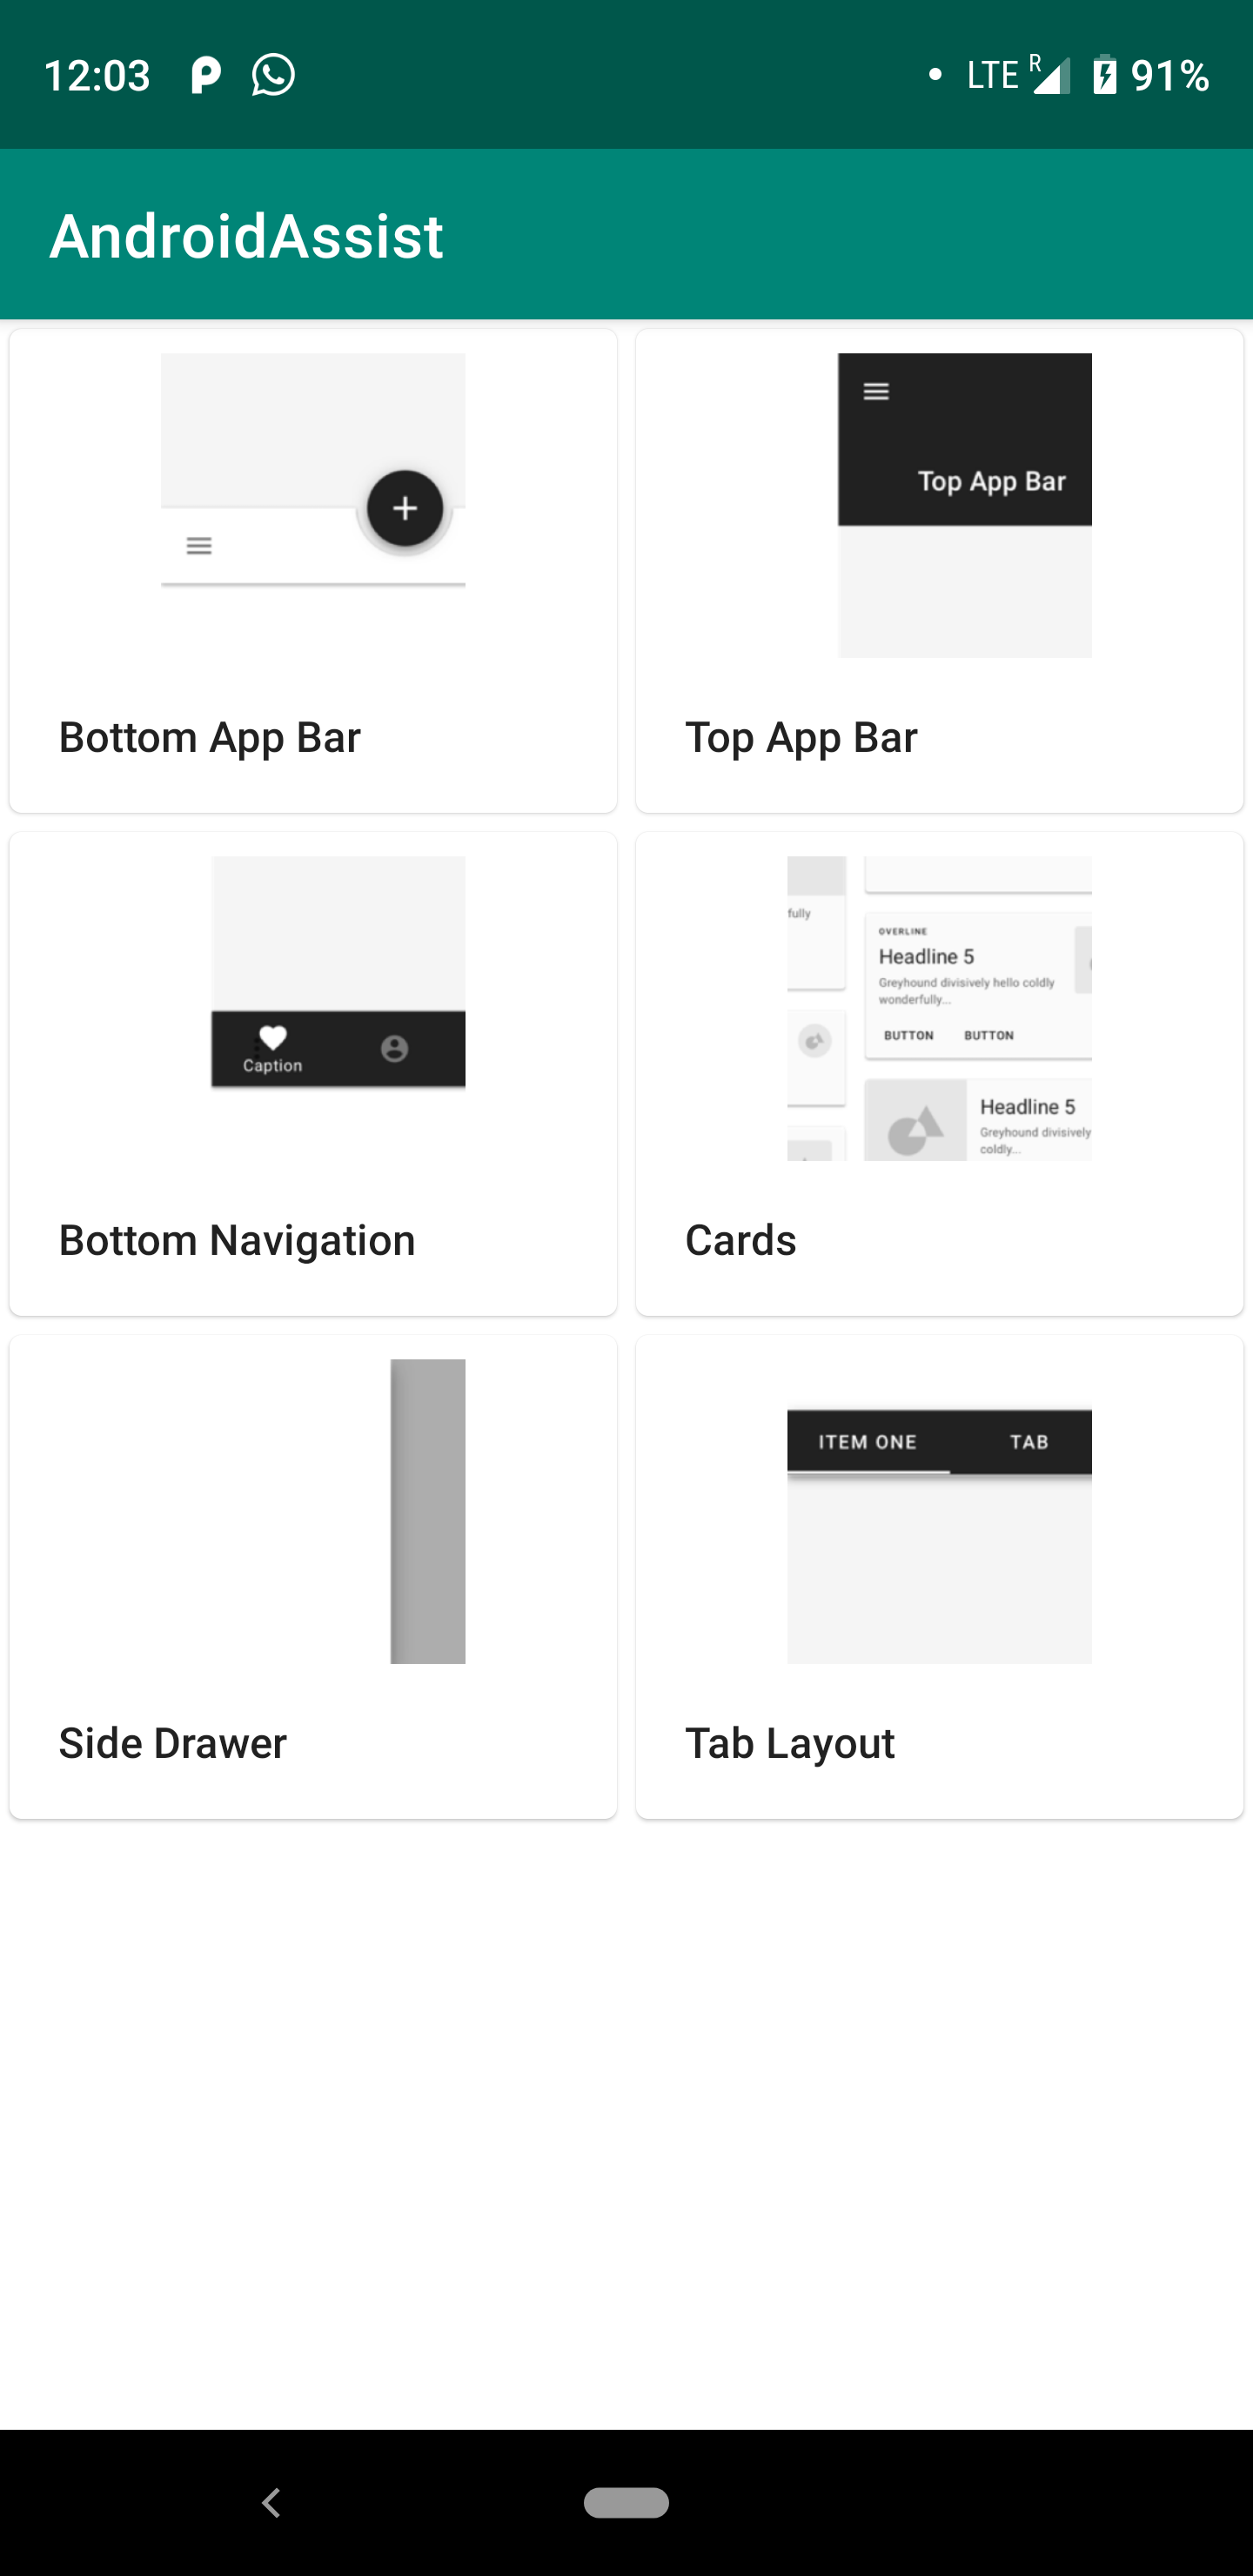 12:03 LTE R 91%
AndroidAssist
Top App Bar
Bottom App Bar
Top App Bar
Caption
fully
OVERLINE
Headline 5
Greyhound divisively hello coldly
wonderfully...
BUTTON BUTTON
Headline 5
Greyhound divisively
coldly...
Bottom Navigation
Cards
ITEM ONE TAB
Side Drawer
Tab Layout